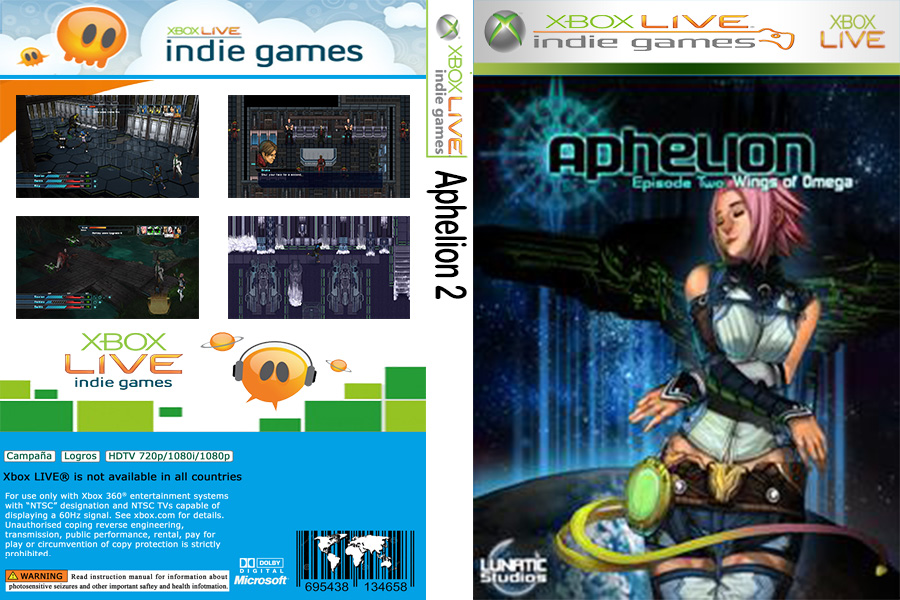 XBOX LIVE
indie games
XBOX LIVE
indie games
Campaña
Logros
HDTV 720p/1080i/1080p
Xbox LIVE® is not available in all countries
For use only with Xbox 360® entertainment systems
with "NTSC" designation and NTSC TVs capable of
displaying a 60Hz signal. See xbox.com for details.
Unauthorised coping reverse engineering,
transmission, public performance, rental, pay for
play or circumvention of copy protection is strictly
prohibited.
WARNING Read instruction manual for information about
photosensitive seizures and other important saftey and health infotmation.
DOLBY
DIGITAL
Microsoft
695438 134658
XBOX LIVE
indie games
Aphelion 2
XBOX LIVE
indie games
XBOX
LIVE
Aphelion
Episode Two Wings of Omega
LUNATIC
Studios